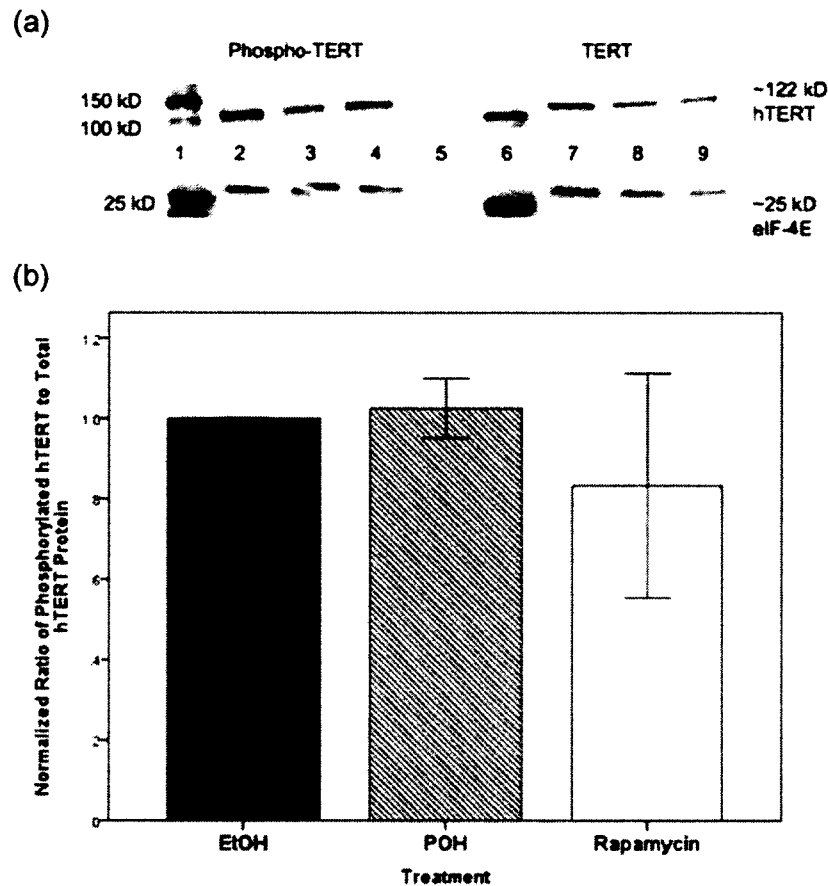 (a)
Phospho-TERT TERT
150 kD
100 kD
~122 kD
hTERT
1 2 3 4 5 6 7 8 9
25 kD
~25 kD
eIF-4E
(b)
Normalized Ratio of Phosphorylated hTERT to Total
hTERT Protein
1.2
1.0
.8
.6
.4
.2
0
EtOH POH Rapamycin
Treatment